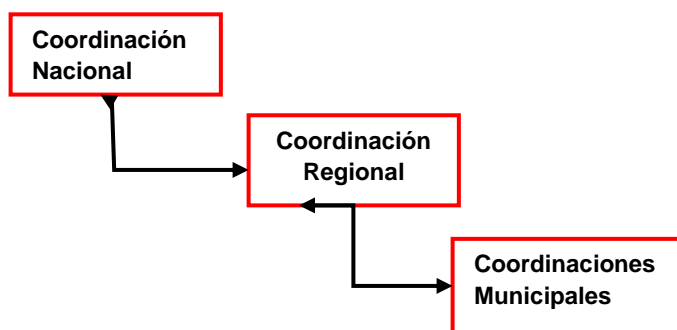 Coordinación
Nacional
Coordinación
Regional
Coordinaciones
Municipales